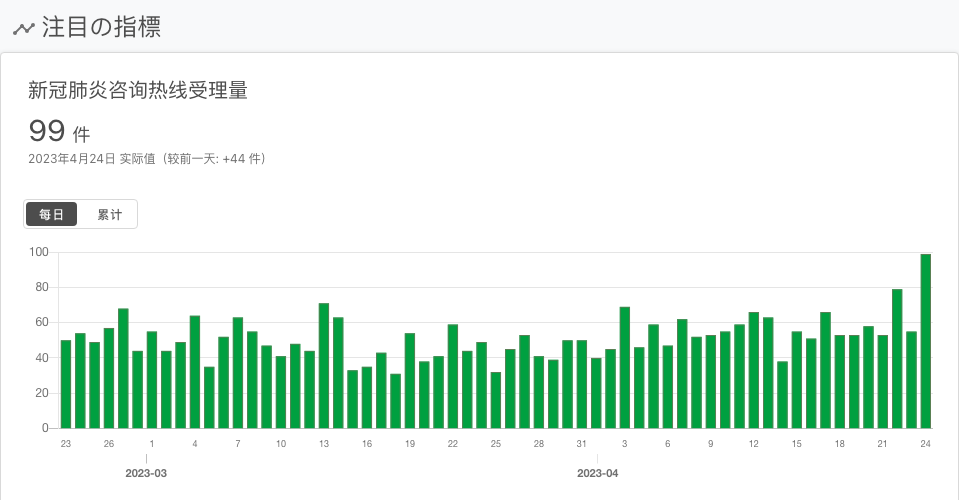 注目の指標
新冠肺炎咨询热线受理量
99 件
2023年4月24日 实际值（较前一天: +44 件）
每日 累计
100
80
60
40
20
0
23 26 1 4 7 10 13 16 19 22 25 28 31 3 6 9 12 15 18 21 24
2023-03 2023-04